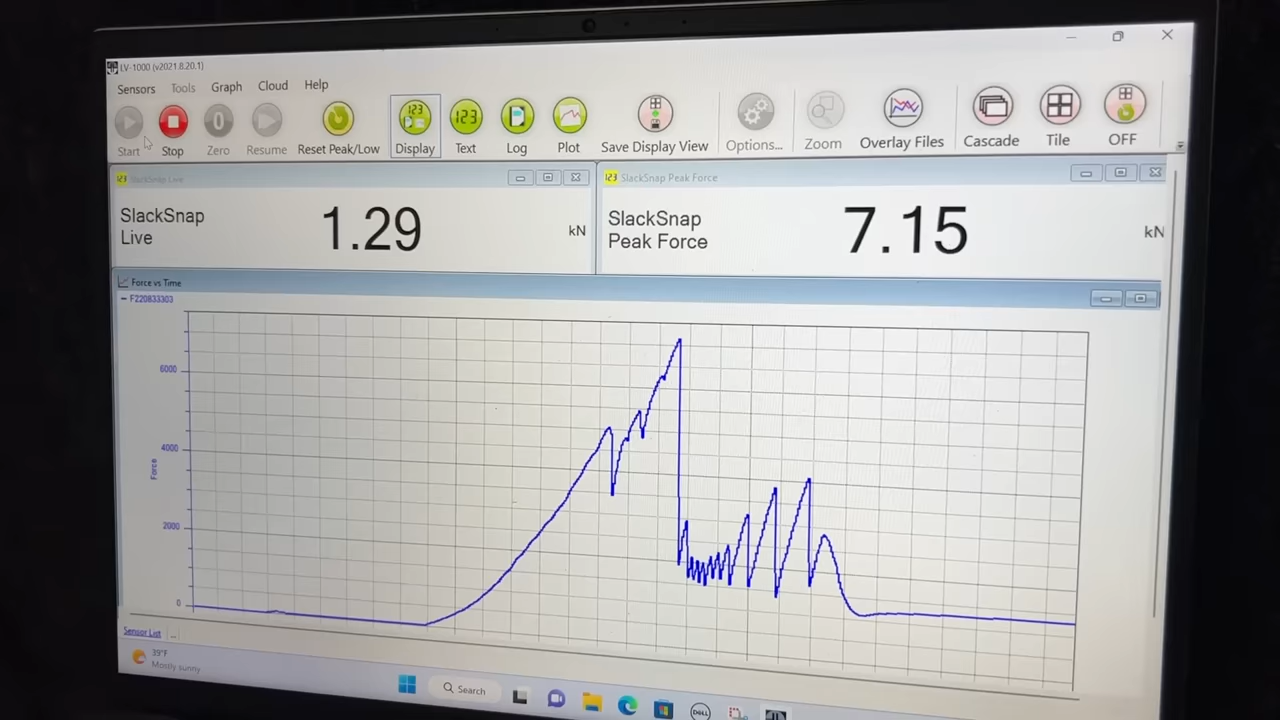 LV-1000 (v2021.8.20.1)
Sensors Tools Graph Cloud Help
Start Stop Zero Resume Reset Peak/Low Display Text Log Plot Save Display View Options... Zoom Overlay Files Cascade Tile OFF
123 SlackSnap Live
123 SlackSnap Peak Force
SlackSnap
Live
1.29
kN
SlackSnap
Peak Force
7.15
kN
Force vs Time
F220833303
6000
4000
Force
2000
0
Sensor List ...
39°F
Mostly sunny
Search
DELL